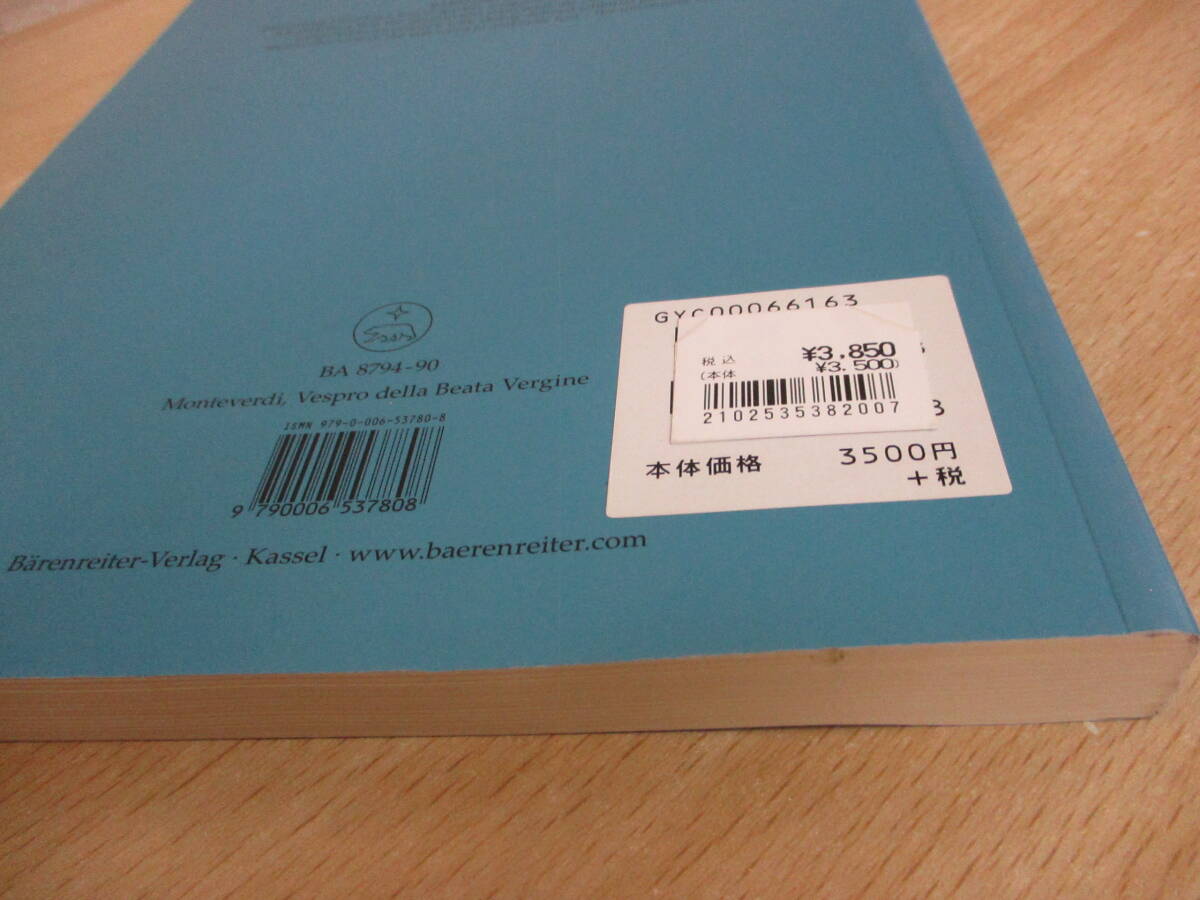 BA 8794-90
Monteverdi, Vespro della Beata Vergine
ISMN 979-0-006-53780-8
9 790006 537808
Bärenreiter-Verlag · Kassel · www.baerenreiter.com
GYC00066163
税込 ¥3,850
(本体 ¥3,500)
2102535382007
本体価格 3500円
+税